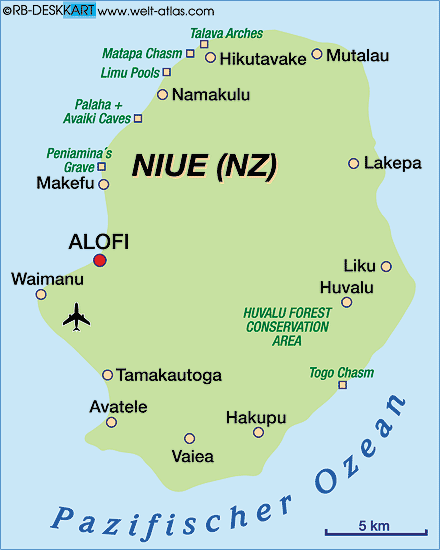 ©RB-DESKKART www.welt-atlas.com
Talava Arches
Matapa Chasm
Hikutavake
Mutalau
Limu Pools
Namakulu
Palaha +
Avaiki Caves
Peniamina´s
Grave
NIUE (NZ)
Lakepa
Makefu
ALOFI
Waimanu
Liku
Huvalu
HUVALU FOREST
CONSERVATION
AREA
Togo Chasm
Tamakautoga
Avatele
Hakupu
Vaiea
Pazifischer Ozean
5 km